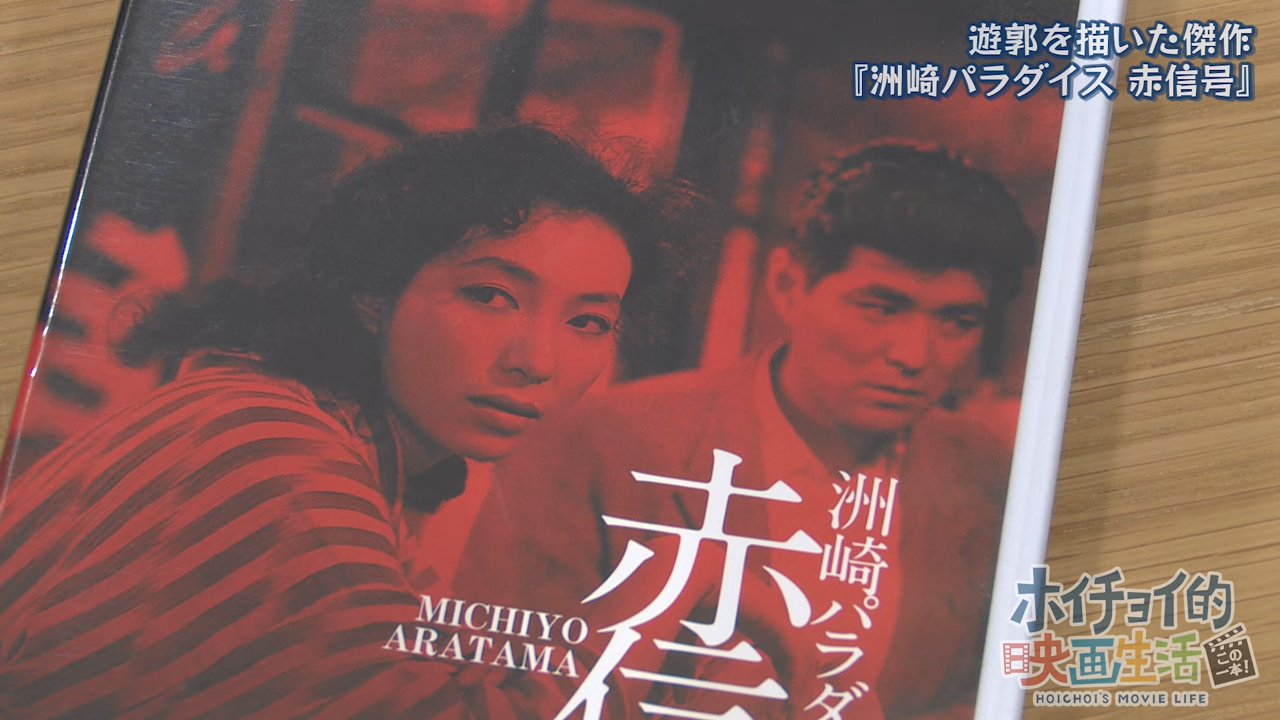 遊郭を描いた傑作
『洲崎パラダイス 赤信号』
洲崎パラダ
赤信
MICHIYO
ARATAMA
ホイチョイ的
映画生活
この一本!
HOICHOI'S MOVIE LIFE